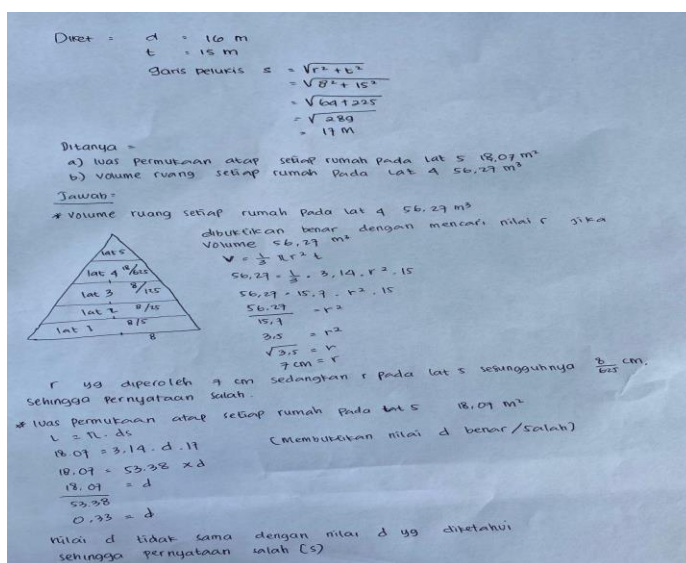 Diket = d = 16 m
t = 15 m
garis pelukis s = √r² + t²
= √8² + 15²
= √64 + 225
= √289
= 17 m
Ditanya =
a) luas permukaan atap setiap rumah pada lat 5 18,07 m²
b) volume ruang setiap rumah pada lat 4 56,27 m³
Jawab =
* Volume ruang setiap rumah pada lat 4 56,27 m³
dibuktikan benar dengan mencari nilai r jika
Volume 56,27 m³
V = 1/3 π r² t
56,27 = 1/3 . 3,14 . r² . 15
56,27 = 15,7 . r² . 15
56.27/15,7 = r²
3,5 = r²
√3,5 = r
7 cm = r
lat 5
lat 4 18/625
lat 3 8/125
lat 2 8/25
lat 1 8/5
8
r yg diperoleh 7 cm sedangkan r pada lat 5 sesungguhnya 8/625 cm,
sehingga pernyataan salah.
* luas permukaan atap setiap rumah pada lat 5 18,07 m²
L = π . ds (Membuktikan nilai d benar/salah)
18.07 = 3,14 . d . 17
18.07 = 53.38 x d
18,07/53,38 = d
0,33 = d
nilai d tidak sama dengan nilai d yg diketahui
sehingga pernyataan salah (S)